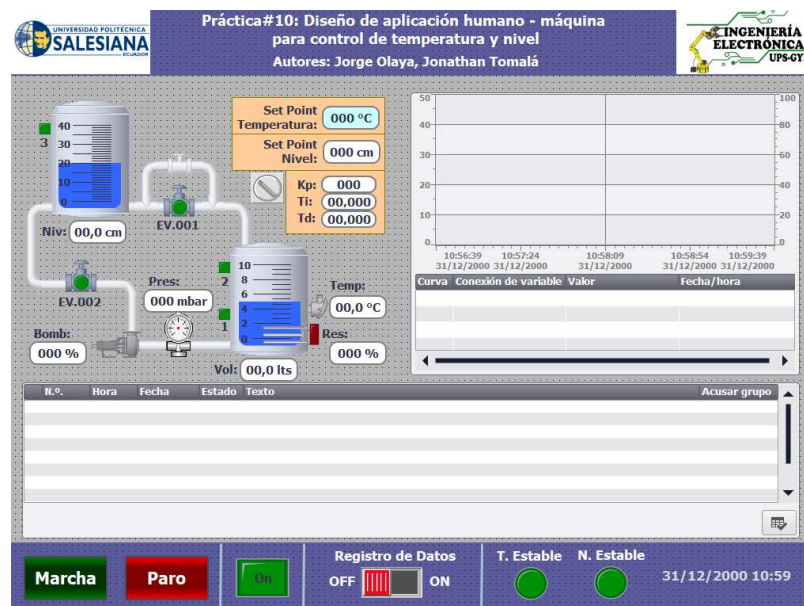 UNIVERSIDAD POLITÉCNICA
SALESIANA
ECUADOR
Práctica#10: Diseño de aplicación humano - máquina
para control de temperatura y nivel
Autores: Jorge Olaya, Jonathan Tomalá
INGENIERÍA
ELECTRÓNICA
UPS-GY
40
30
20
10
0
3
Niv: 00,0 cm
EV.001
EV.002
Set Point
Temperatura: 000 °C
Set Point
Nivel: 000 cm
Kp: 000
Ti: 00,000
Td: 00,000
Pres:
000 mbar
Bomb:
000 %
2
1
10
8
6
4
2
0
Temp:
00,0 °C
Res:
000 %
Vol: 00,0 lts
50
40
30
20
10
0
100
80
60
40
20
0
10:56:39 10:57:24 10:58:09 10:58:54 10:59:39
31/12/2000 31/12/2000 31/12/2000 31/12/2000 31/12/2000
Curva Conexión de variable Valor Fecha/hora
N.º. Hora Fecha Estado Texto Acusar grupo
Marcha
Paro
On
Registro de Datos
OFF ON
T. Estable N. Estable
31/12/2000 10:59